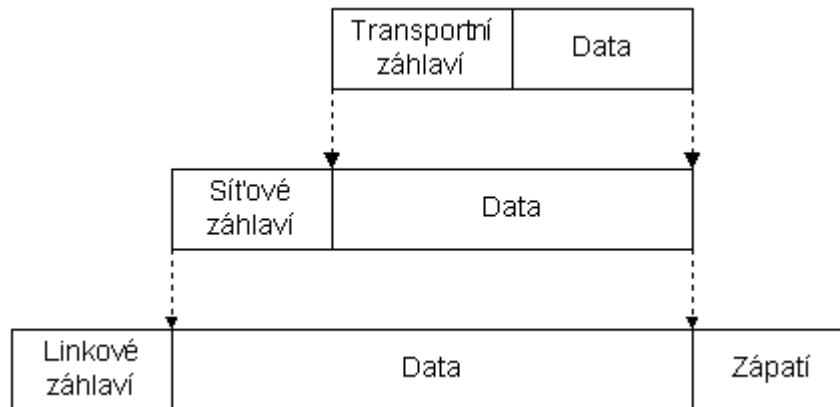 Transportní
záhlaví
Data
Síťové
záhlaví
Data
Linkové
záhlaví
Data
Zápatí